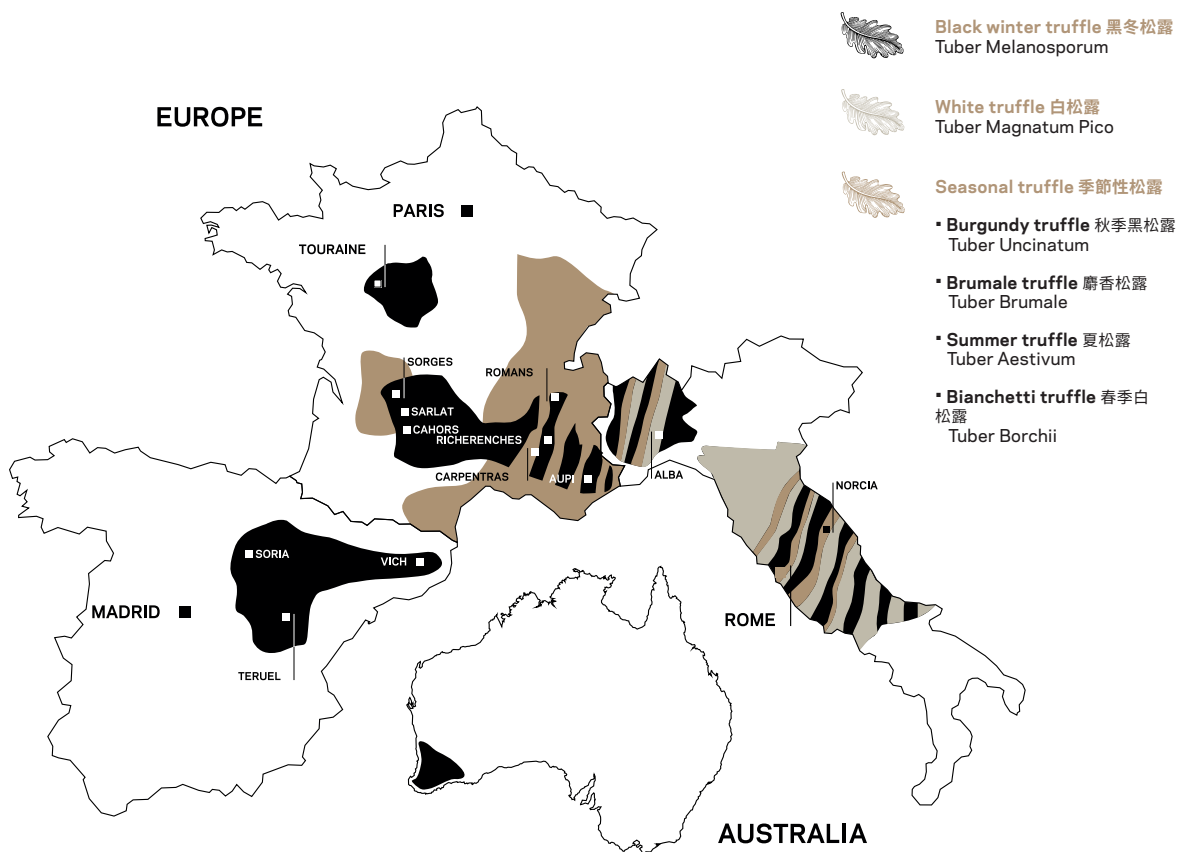 EUROPE
PARIS
TOURAINE
SORGES
ROMANS
SARLAT
CAHORS
RICHERENCHES
CARPENTRAS
AUPI
ALBA
NORCIA
SORIA
VICH
MADRID
ROME
TERUEL
AUSTRALIA
Black winter truffle 黑冬松露
Tuber Melanosporum
White truffle 白松露
Tuber Magnatum Pico
Seasonal truffle 季節性松露
▪ Burgundy truffle 秋季黑松露
Tuber Uncinatum
▪ Brumale truffle 麝香松露
Tuber Brumale
▪ Summer truffle 夏松露
Tuber Aestivum
▪ Bianchetti truffle 春季白
松露
Tuber Borchii